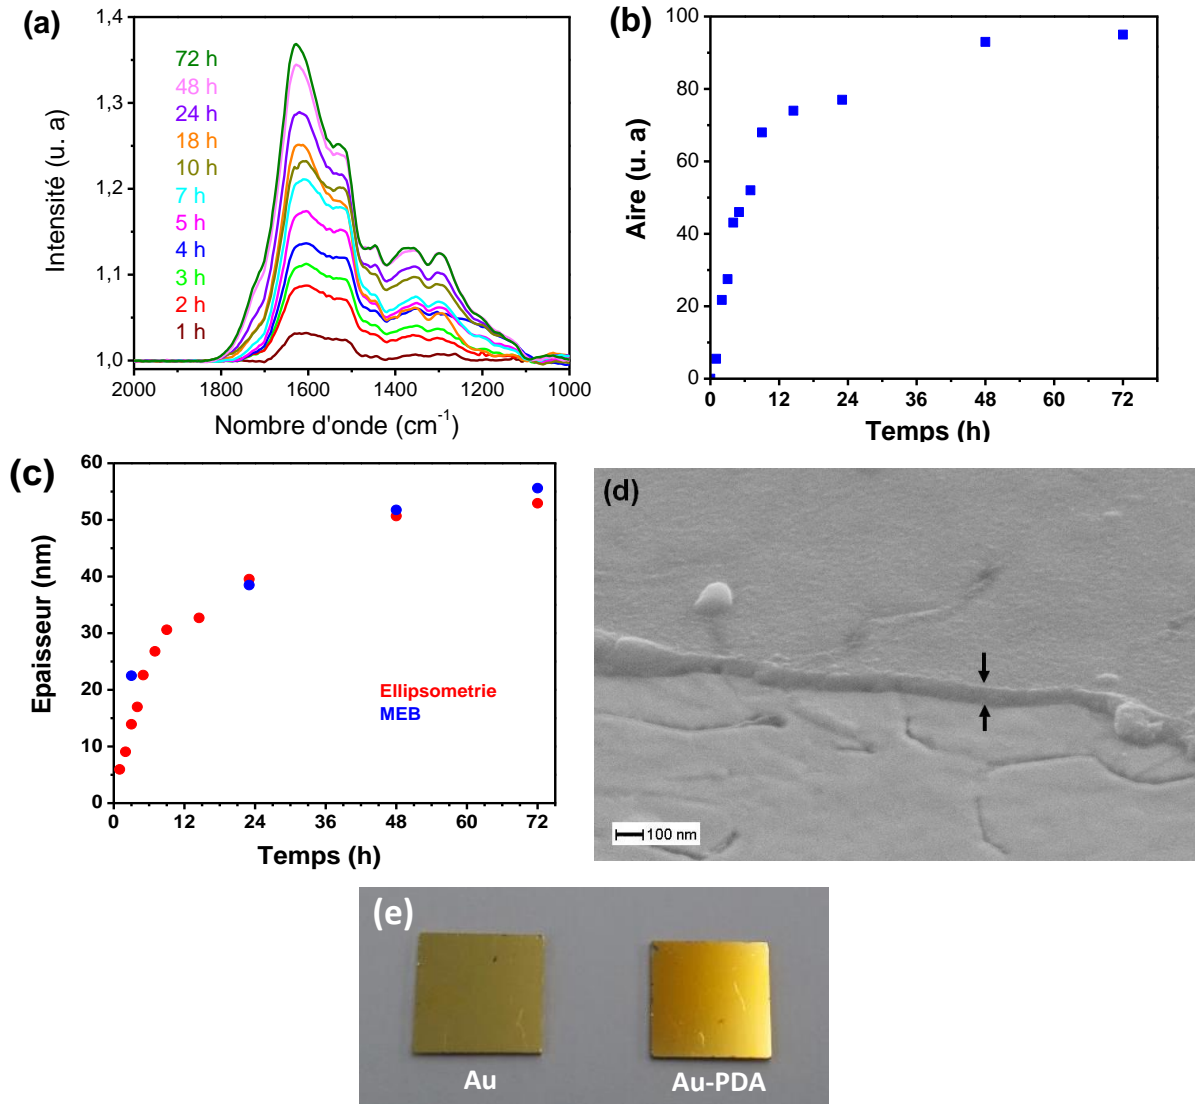 (a)
1,4
1,3
1,2
1,1
1,0
Intensité (u. a)
72 h
48 h
24 h
18 h
10 h
7 h
5 h
4 h
3 h
2 h
1 h
2000 1800 1600 1400 1200 1000
Nombre d'onde (cm-1)
(b)
100
80
60
40
20
0
Aire (u. a)
0 12 24 36 48 60 72
Temps (h)
(c)
60
50
40
30
20
10
0
Epaisseur (nm)
Ellipsometrie
MEB
0 12 24 36 48 60 72
Temps (h)
(d)
100 nm
(e)
Au
Au-PDA